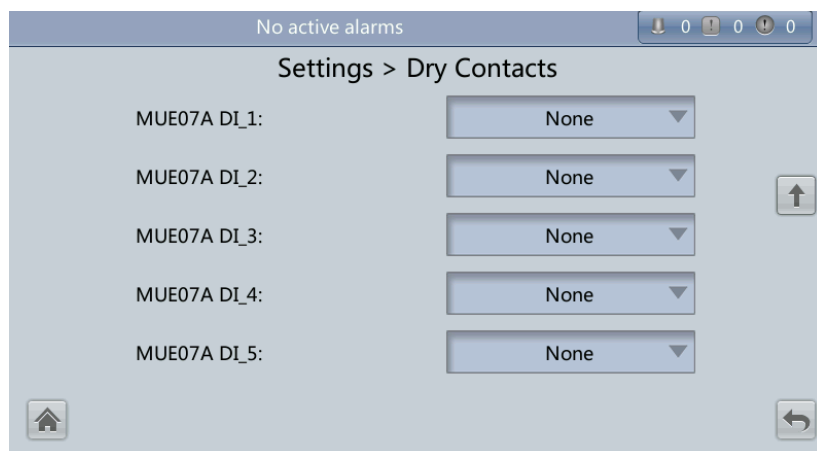 No active alarms 0 0 0
Settings > Dry Contacts
MUE07A DI_1: None
MUE07A DI_2: None
MUE07A DI_3: None
MUE07A DI_4: None
MUE07A DI_5: None